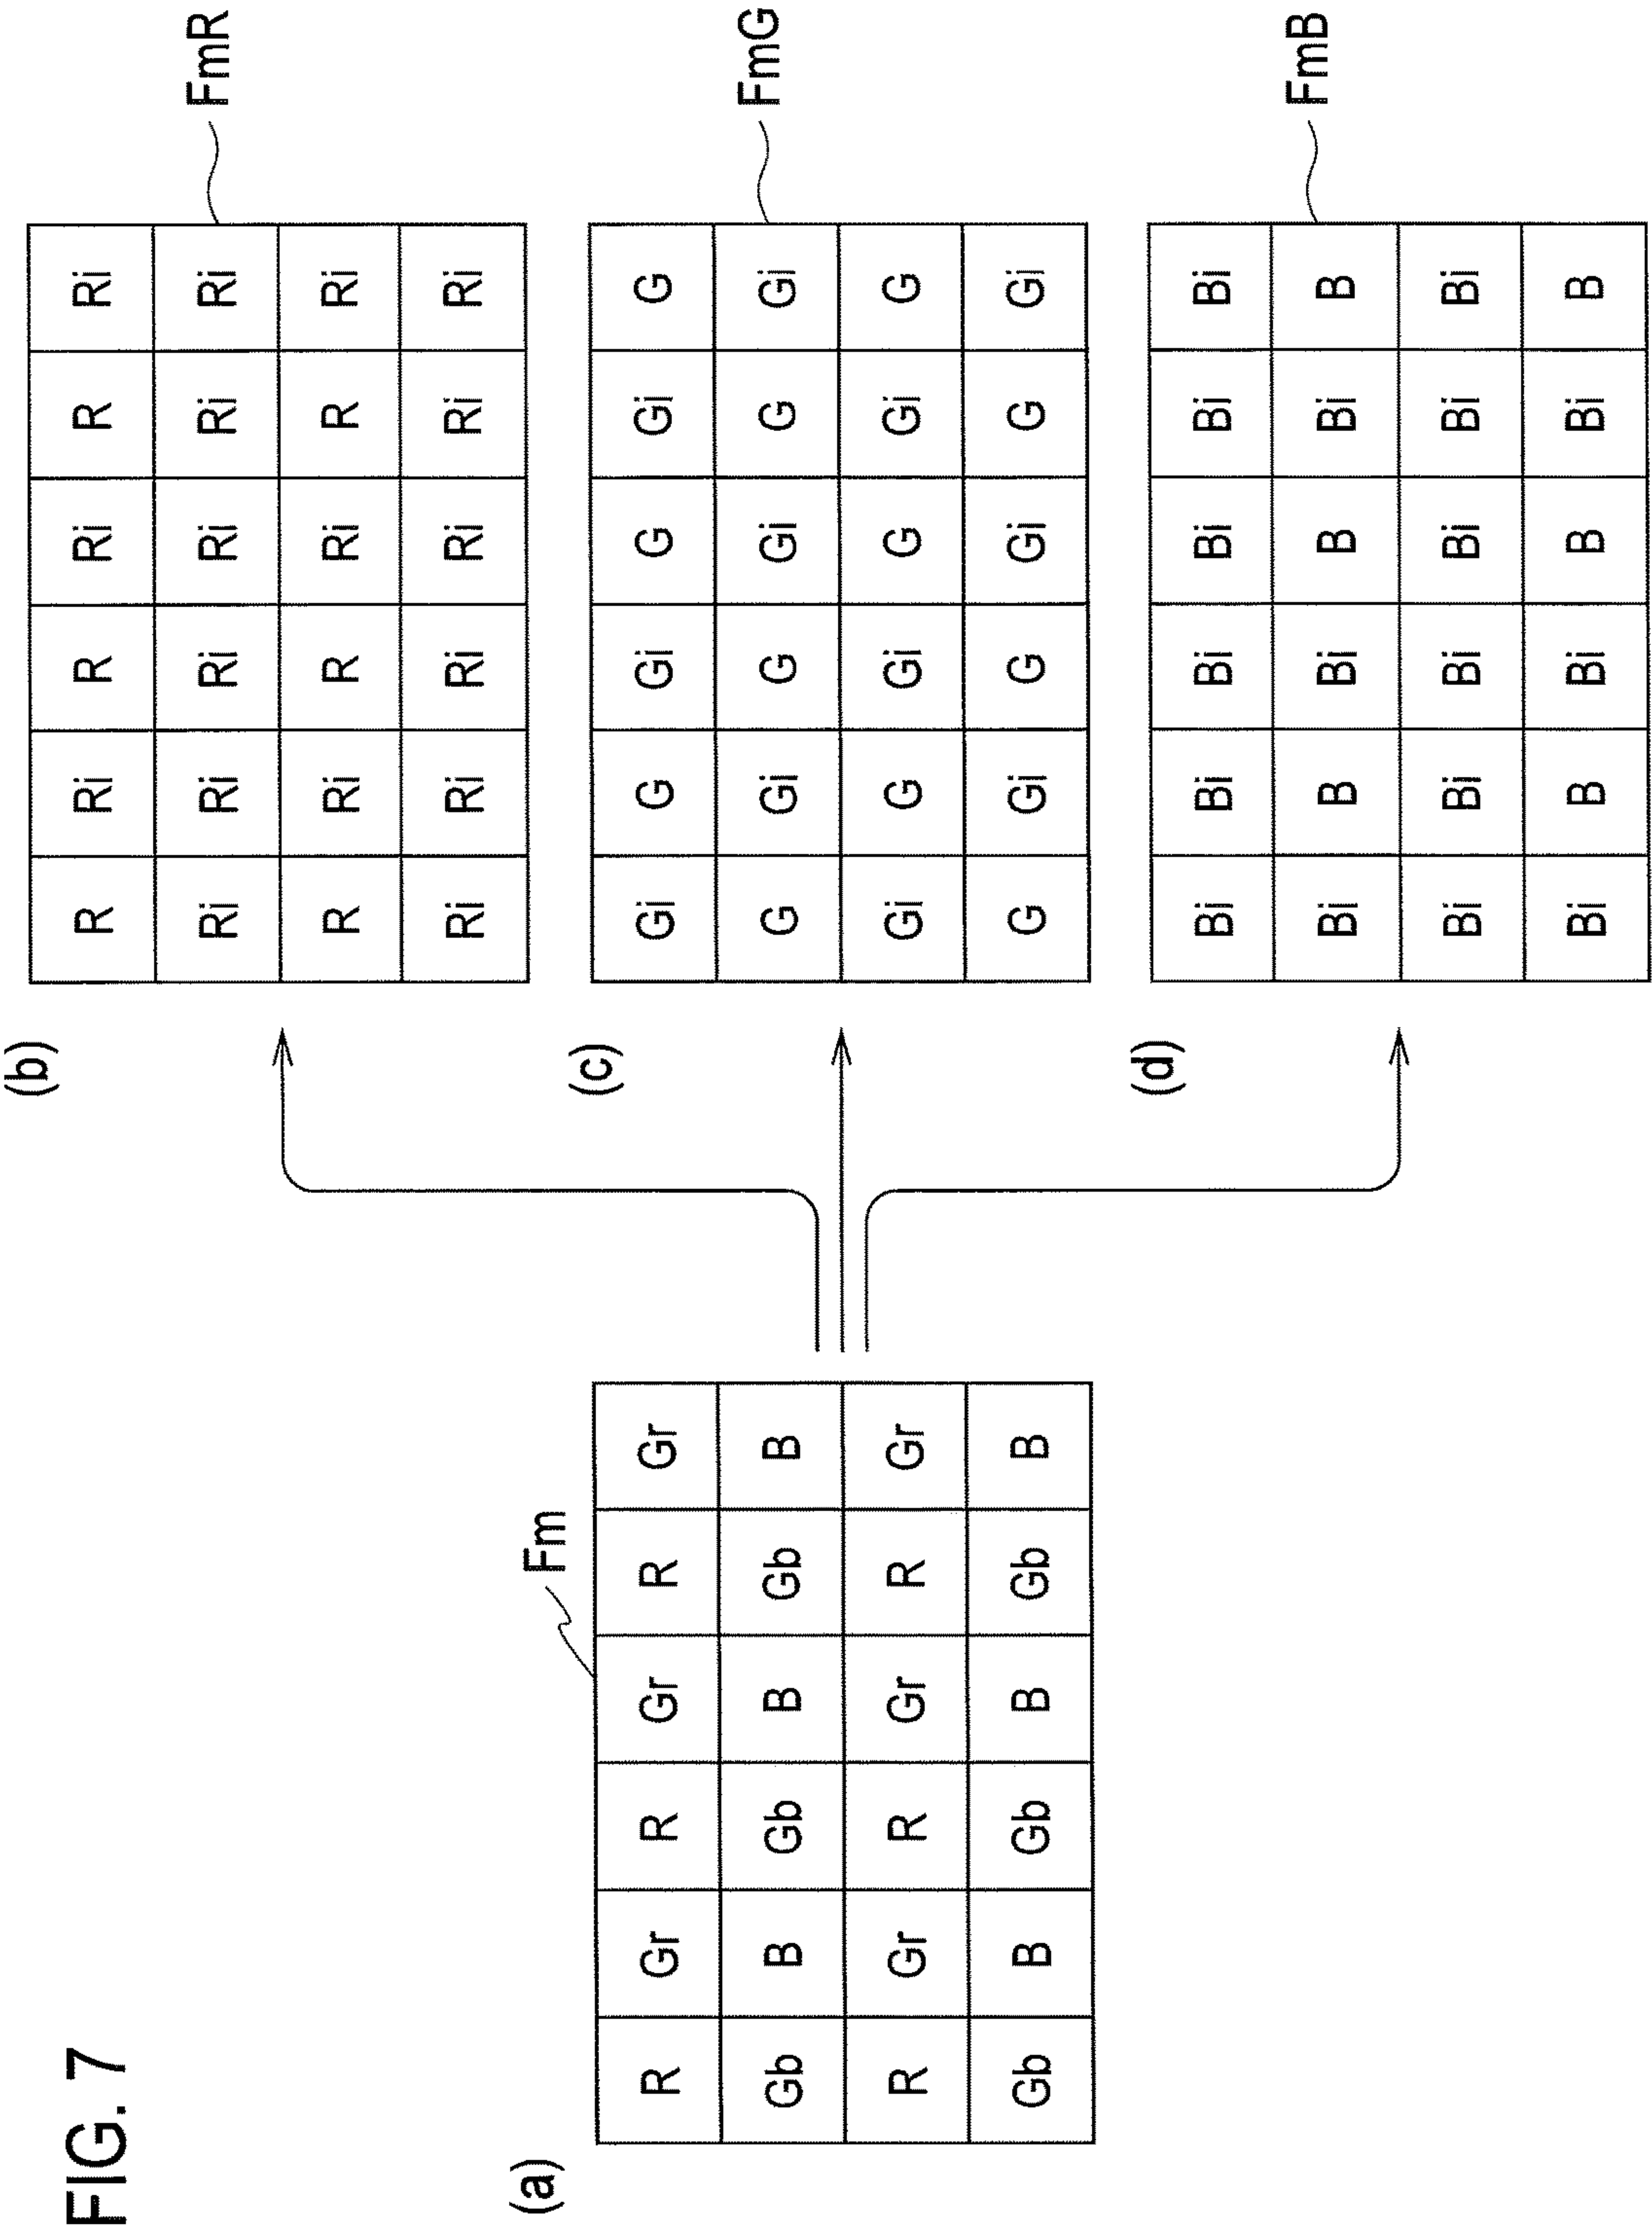 FIG. 7
(a)
Fm
R Gr R Gr R Gr
Gb B Gb B Gb B
R Gr R Gr R Gr
Gb B Gb B Gb B
(b)
FmR
R Ri R Ri R Ri
Ri Ri Ri Ri Ri Ri
R Ri R Ri R Ri
Ri Ri Ri Ri Ri Ri
(c)
FmG
Gi G Gi G Gi G
G Gi G Gi G Gi
Gi G Gi G Gi G
G Gi G Gi G Gi
(d)
FmB
Bi Bi Bi Bi Bi Bi
Bi B Bi B Bi B
Bi Bi Bi Bi Bi Bi
Bi B Bi B Bi B